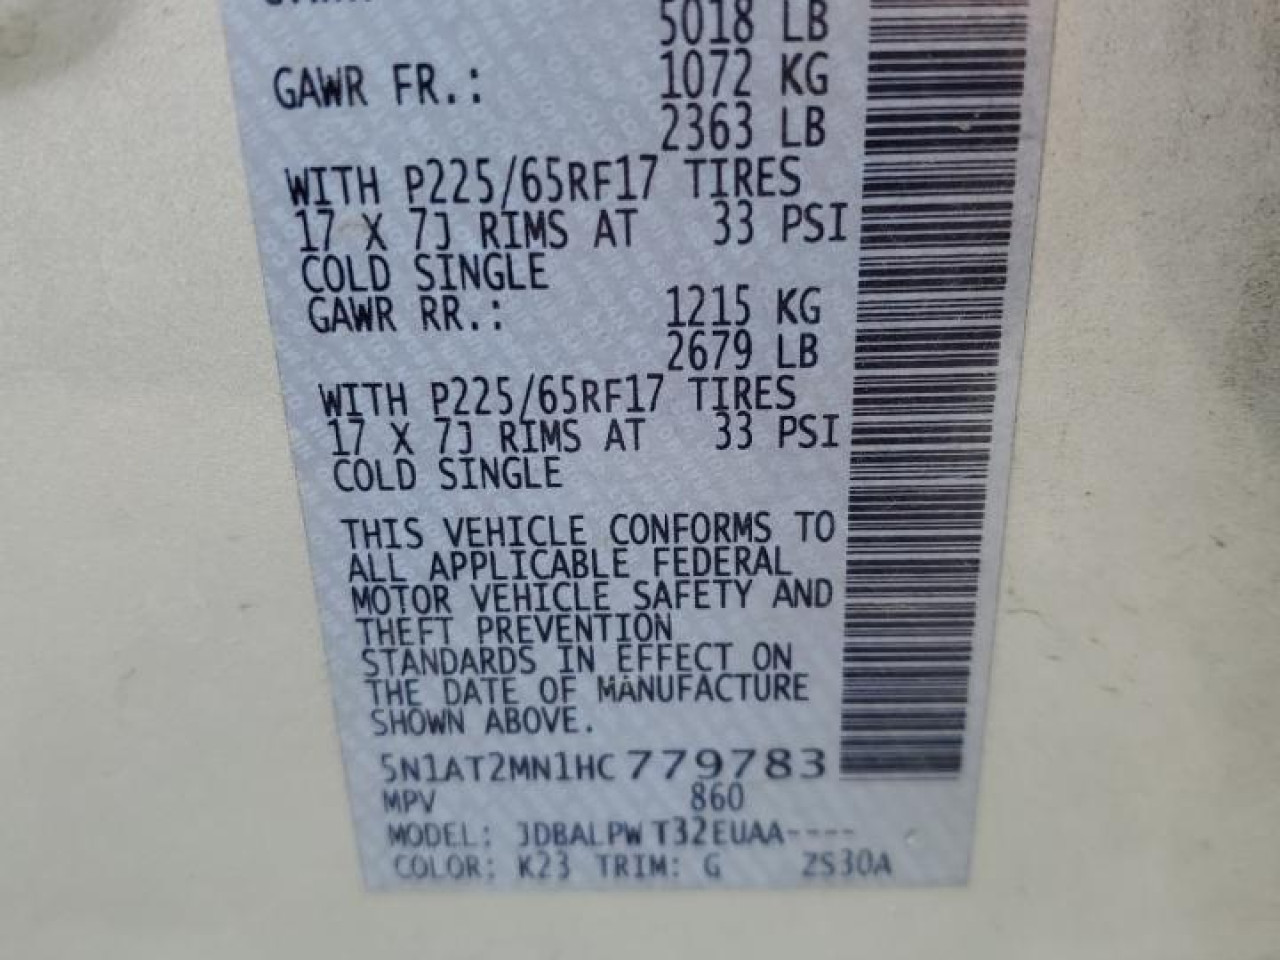 5018 LB
GAWR FR.: 1072 KG
2363 LB
WITH P225/65RF17 TIRES
17 X 7J RIMS AT 33 PSI
COLD SINGLE
GAWR RR.: 1215 KG
2679 LB
WITH P225/65RF17 TIRES
17 X 7J RIMS AT 33 PSI
COLD SINGLE
THIS VEHICLE CONFORMS TO
ALL APPLICABLE FEDERAL
MOTOR VEHICLE SAFETY AND
THEFT PREVENTION
STANDARDS IN EFFECT ON
THE DATE OF MANUFACTURE
SHOWN ABOVE.
5N1AT2MN1HC779783
MPV 860
MODEL: JDBALPW T32EUAA----
COLOR: K23 TRIM: G ZS30A